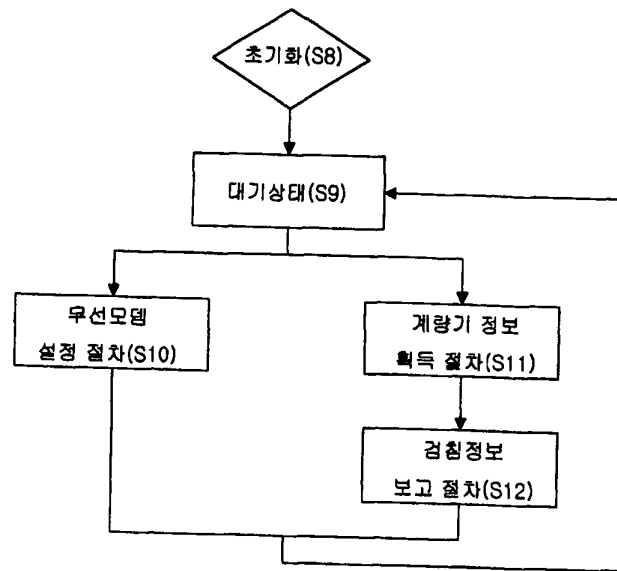 초기화(S8)
대기상태(S9)
무선모뎀
설정 절차(S10)
계량기 정보
획득 절차(S11)
검침정보
보고 절차(S12)